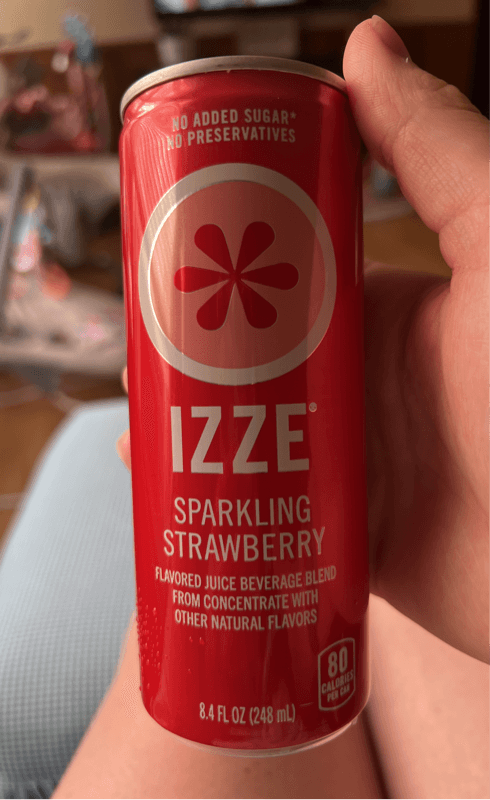 NO ADDED SUGAR*
NO PRESERVATIVES
IZZE®
SPARKLING
STRAWBERRY
FLAVORED JUICE BEVERAGE BLEND
FROM CONCENTRATE WITH
OTHER NATURAL FLAVORS
80
CALORIES
PER CAN
8.4 FL OZ (248 mL)